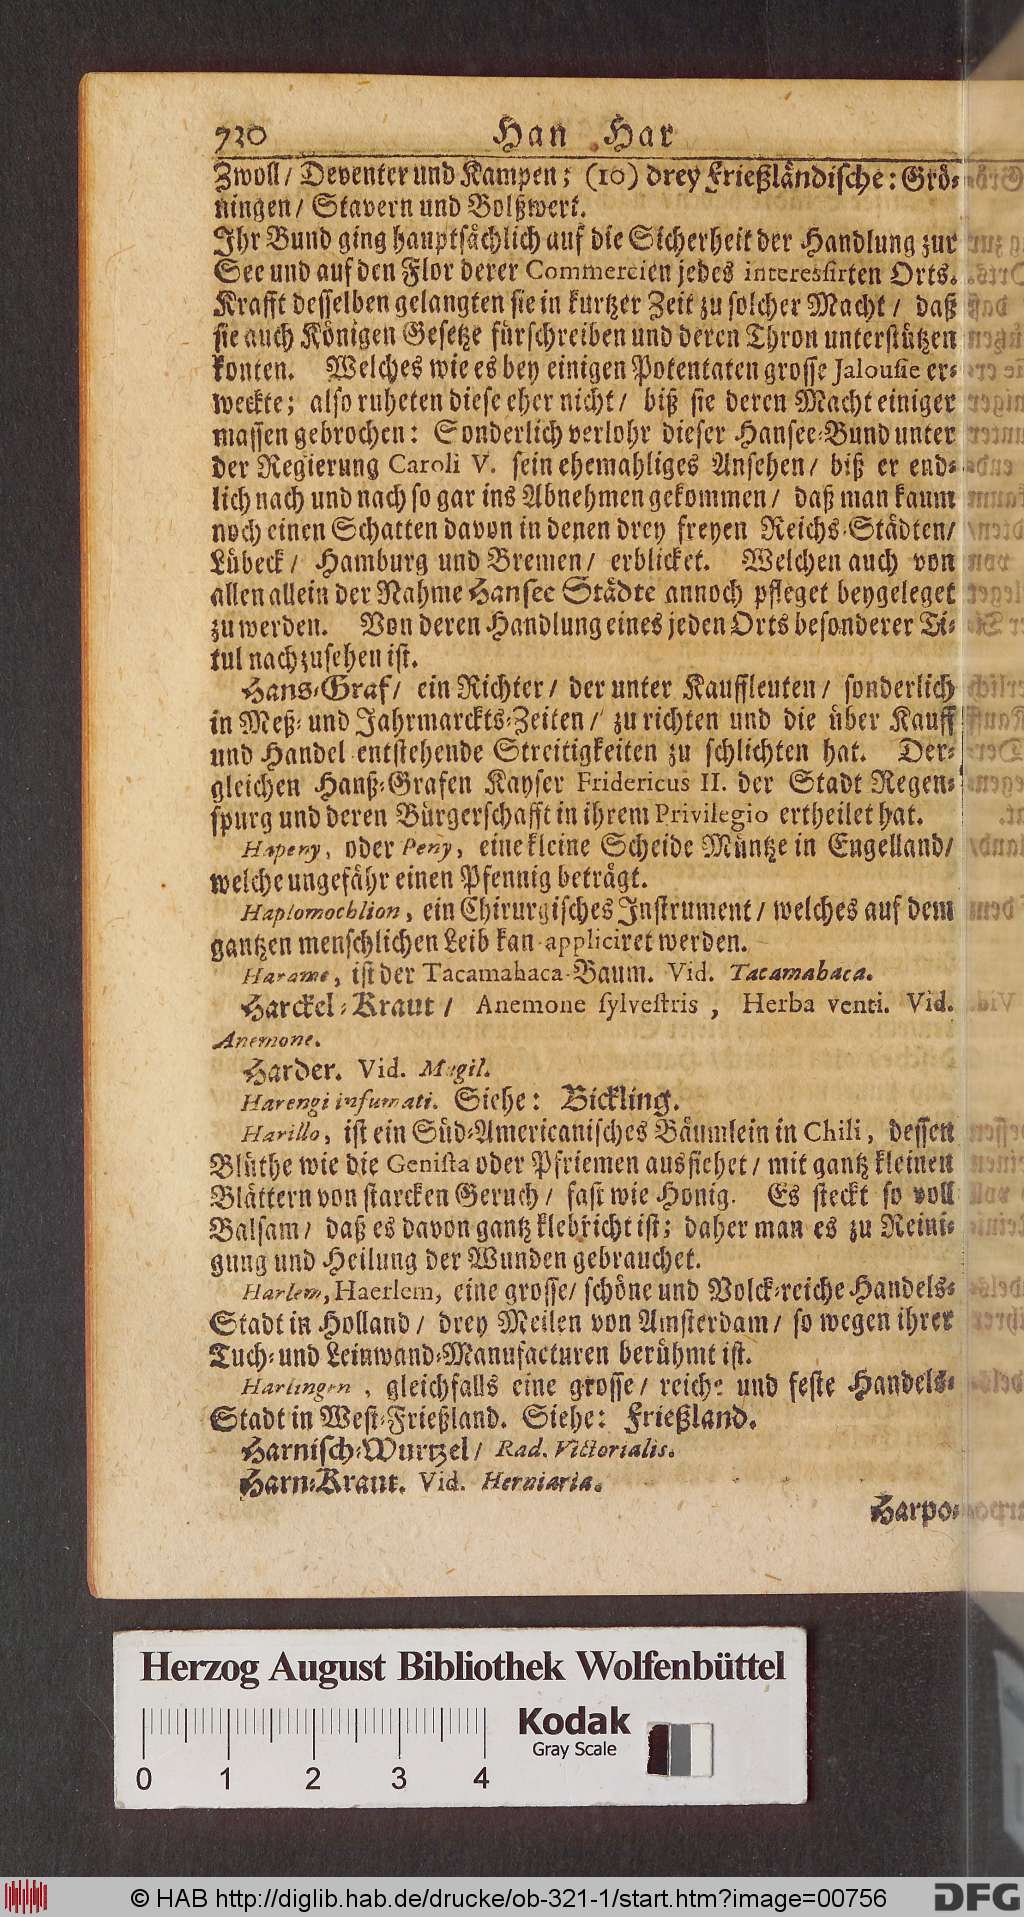 720 Han Har
Zwoll/ Deventer und Kampen; (10) drey Frießländische: Grö-
ningen/ Stavern und Bolßwert.
Ihr Bund ging hauptsächlich auf die Sicherheit der Handlung zur
See und auf den Flor derer Commercien jedes interessirten Orts.
Krafft desselben gelangten sie in kurtzer Zeit zu solcher Macht/ daß
sie auch Königen Gesetze fürschreiben und deren Thron unterstützen
konten. Welches wie es bey einigen Potentaten grosse Jalousie er-
weckte; also ruheten diese eher nicht/ biß sie deren Macht einiger
massen gebrochen: Sonderlich verlohr dieser Hansee-Bund unter
der Regierung Caroli V. sein ehemahliges Ansehen/ biß er end-
lich nach und nach so gar ins Abnehmen gekommen/ daß man kaum
noch einen Schatten davon in denen drey freyen Reichs-Städten/
Lübeck/ Hamburg und Bremen/ erblicket. Welchen auch von
allen allein der Nahme Hansee Städte annoch pfleget beygeleget
zu werden. Von deren Handlung eines jeden Orts besonderer Ti-
tul nachzusehen ist.
Hans-Graf/ ein Richter/ der unter Kauffleuten/ sonderlich
in Meß- und Jahrmarckts-Zeiten/ zu richten und die über Kauff
und Handel entstehende Streitigkeiten zu schlichten hat. Der-
gleichen Hanß-Grafen Kayser Fridericus II. der Stadt Regen-
spurg und deren Bürgerschafft in ihrem Privilegio ertheilet hat.
Hapeny, oder Peny, eine kleine Scheide Müntze in Engelland/
welche ungefähr einen Pfennig beträgt.
Haplomochlion, ein Chirurgisches Instrument/ welches auf dem
gantzen menschlichen Leib kan appliciret werden.
Harame, ist der Tacamahaca-Baum. Vid. Tacamahaca.
Harckel-Kraut/ Anemone sylvestris, Herba venti. Vid.
Anemone.
Harder. Vid. Mugil.
Harengi infumati. Siehe: Bickling.
Harillo, ist ein Süd-Americanisches Bäumlein in Chili, dessen
Blüthe wie die Genista oder Pfriemen aussiehet/ mit gantz kleinen
Blättern von starcken Geruch/ fast wie Honig. Es steckt so voll
Balsam/ daß es davon gantz klebricht ist; daher man es zu Reini-
gung und Heilung der Wunden gebrauchet.
Harlem, Haerlem, eine grosse/ schöne und Volck-reiche Handels-
Stadt in Holland/ drey Meilen von Amsterdam/ so wegen ihrer
Tuch- und Leinwand-Manufacturen berühmt ist.
Harlingen, gleichfalls eine grosse/ reiche und feste Handels-
Stadt in West-Frießland. Siehe: Frießland.
Harnisch-Wurtzel/ Rad. Victorialis.
Harn-Kraut. Vid. Herniaria.
Harpo-
Herzog August Bibliothek Wolfenbüttel
Kodak
Gray Scale
0 1 2 3 4
© HAB http://diglib.hab.de/drucke/ob-321-1/start.htm?image=00756
DFG